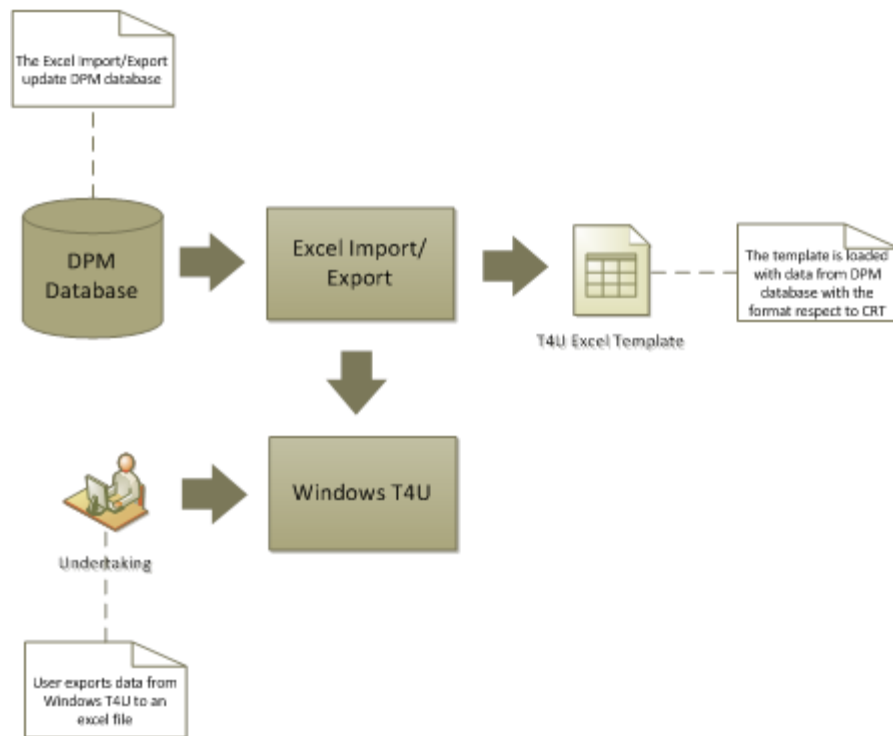 The Excel Import/Export
update DPM database
DPM
Database
Excel Import/
Export
T4U Excel Template
The template is loaded
with data from DPM
database with the
format respect to CRT
Windows T4U
Undertaking
User exports data from
Windows T4U to an
excel file